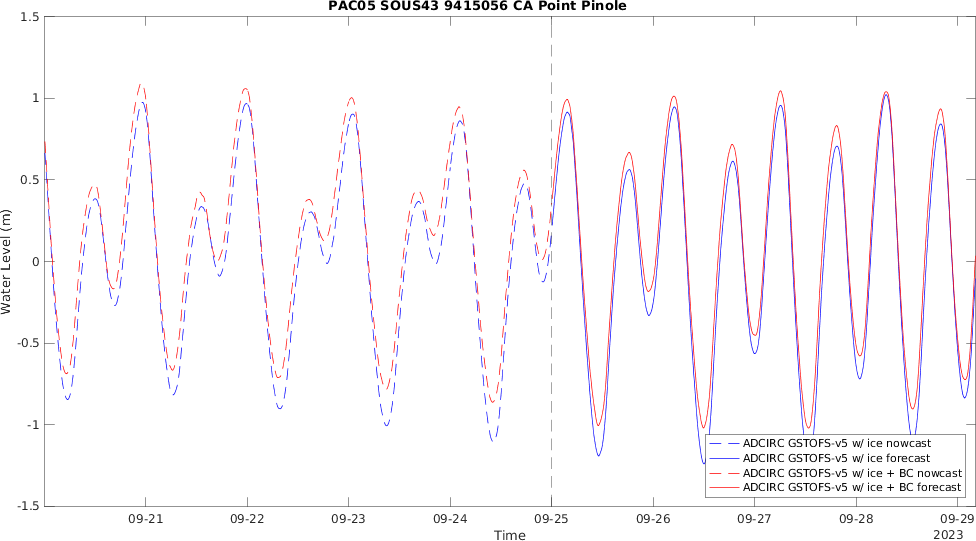 PAC05 SOUS43 9415056 CA Point Pinole
1.5
1
0.5
0
-0.5
-1
-1.5
Water Level (m)
ADCIRC GSTOFS-v5 w/ ice nowcast
ADCIRC GSTOFS-v5 w/ ice forecast
ADCIRC GSTOFS-v5 w/ ice + BC nowcast
ADCIRC GSTOFS-v5 w/ ice + BC forecast
09-21 09-22 09-23 09-24 09-25 09-26 09-27 09-28 09-29
Time
2023